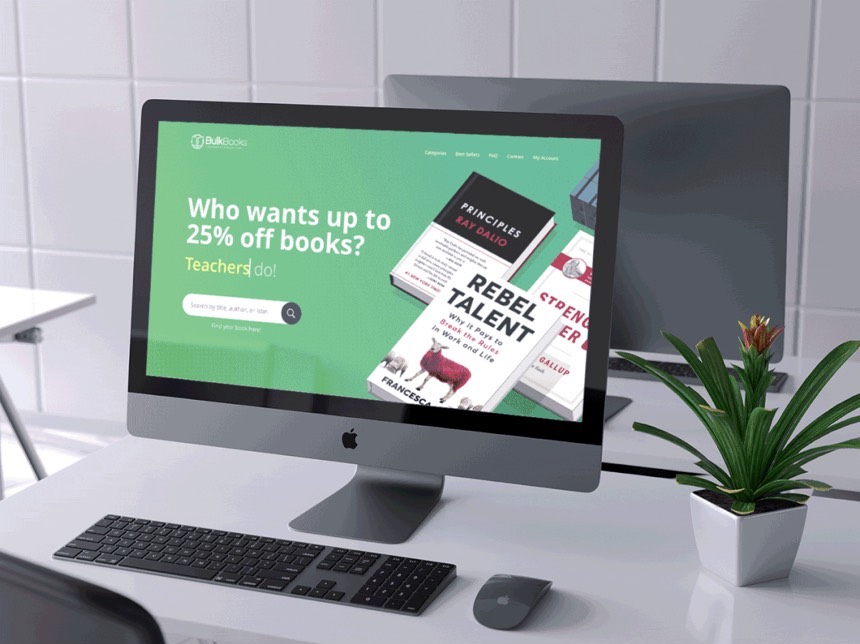 BulkBooks
Categories Best Sellers FAQ Contact My Account
Who wants up to
25% off books?
Teachers do!
Search by title, author, or ISBN
Find your book here!
PRINCIPLES
RAY DALIO
#1 NEW YORK TIMES
REBEL
TALENT
Why it Pays to
Break the Rules
in Work and Life
FRANCESCA
GALLUP